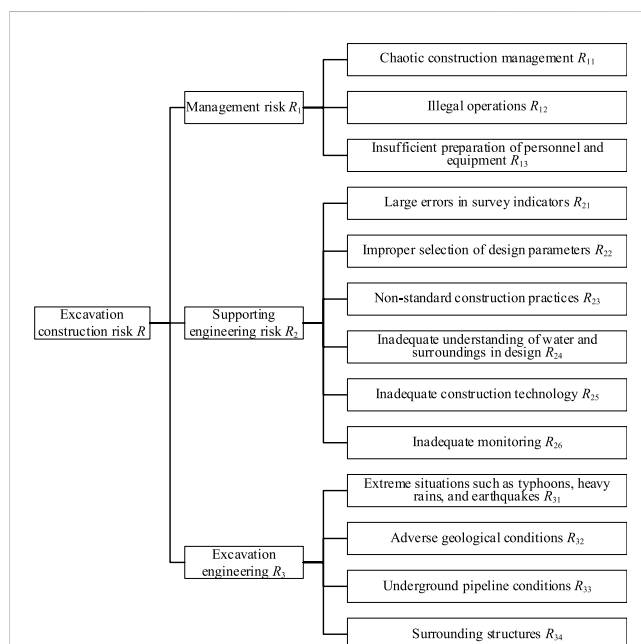 Chaotic construction management R₁₁
Management risk R₁
Illegal operations R₁₂
Insufficient preparation of personnel and
equipment R₁₃
Large errors in survey indicators R₂₁
Improper selection of design parameters R₂₂
Non-standard construction practices R₂₃
Excavation
construction risk R
Supporting
engineering risk R₂
Inadequate understanding of water and
surroundings in design R₂₄
Inadequate construction technology R₂₅
Inadequate monitoring R₂₆
Extreme situations such as typhoons, heavy
rains, and earthquakes R₃₁
Adverse geological conditions R₃₂
Excavation
engineering R₃
Underground pipeline conditions R₃₃
Surrounding structures R₃₄